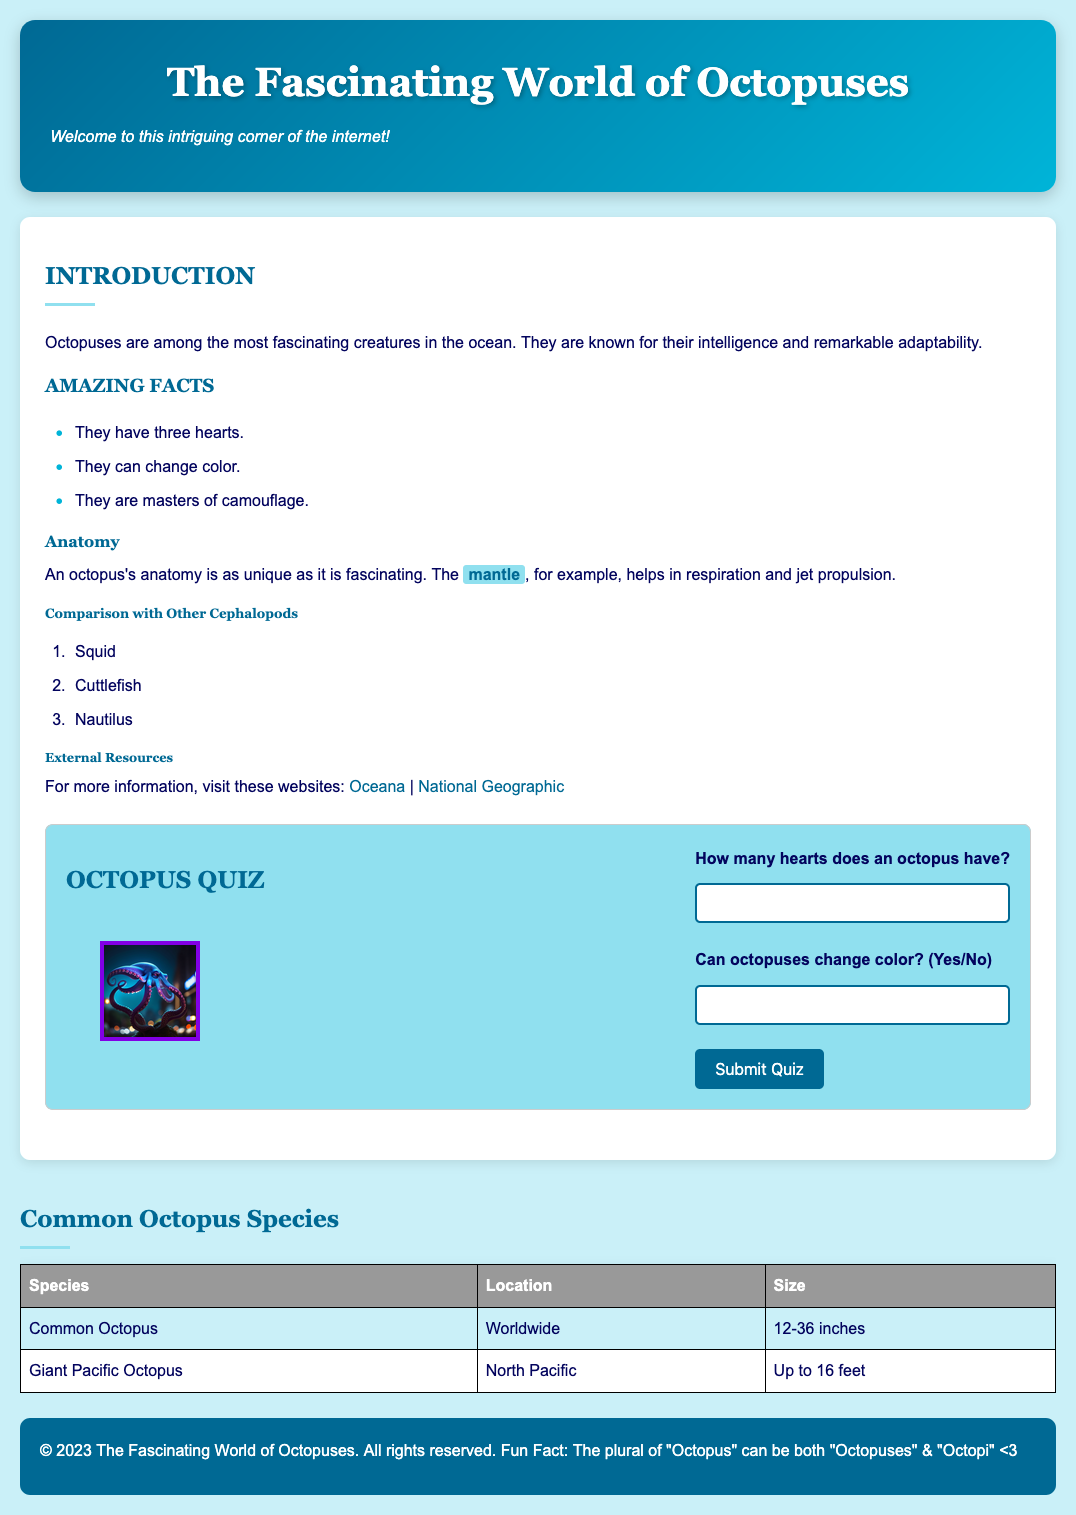 The Fascinating World of Octopuses
Welcome to this intriguing corner of the internet!
INTRODUCTION
Octopuses are among the most fascinating creatures in the ocean. They are known for their intelligence and remarkable adaptability.
AMAZING FACTS
• They have three hearts.
• They can change color.
• They are masters of camouflage.
Anatomy
An octopus's anatomy is as unique as it is fascinating. The mantle, for example, helps in respiration and jet propulsion.
Comparison with Other Cephalopods
1. Squid
2. Cuttlefish
3. Nautilus
External Resources
For more information, visit these websites: Oceana | National Geographic
OCTOPUS QUIZ
How many hearts does an octopus have?
Can octopuses change color? (Yes/No)
Submit Quiz
Common Octopus Species
Species Location Size
Common Octopus Worldwide 12-36 inches
Giant Pacific Octopus North Pacific Up to 16 feet
© 2023 The Fascinating World of Octopuses. All rights reserved. Fun Fact: The plural of "Octopus" can be both "Octopuses" & "Octopi" <3